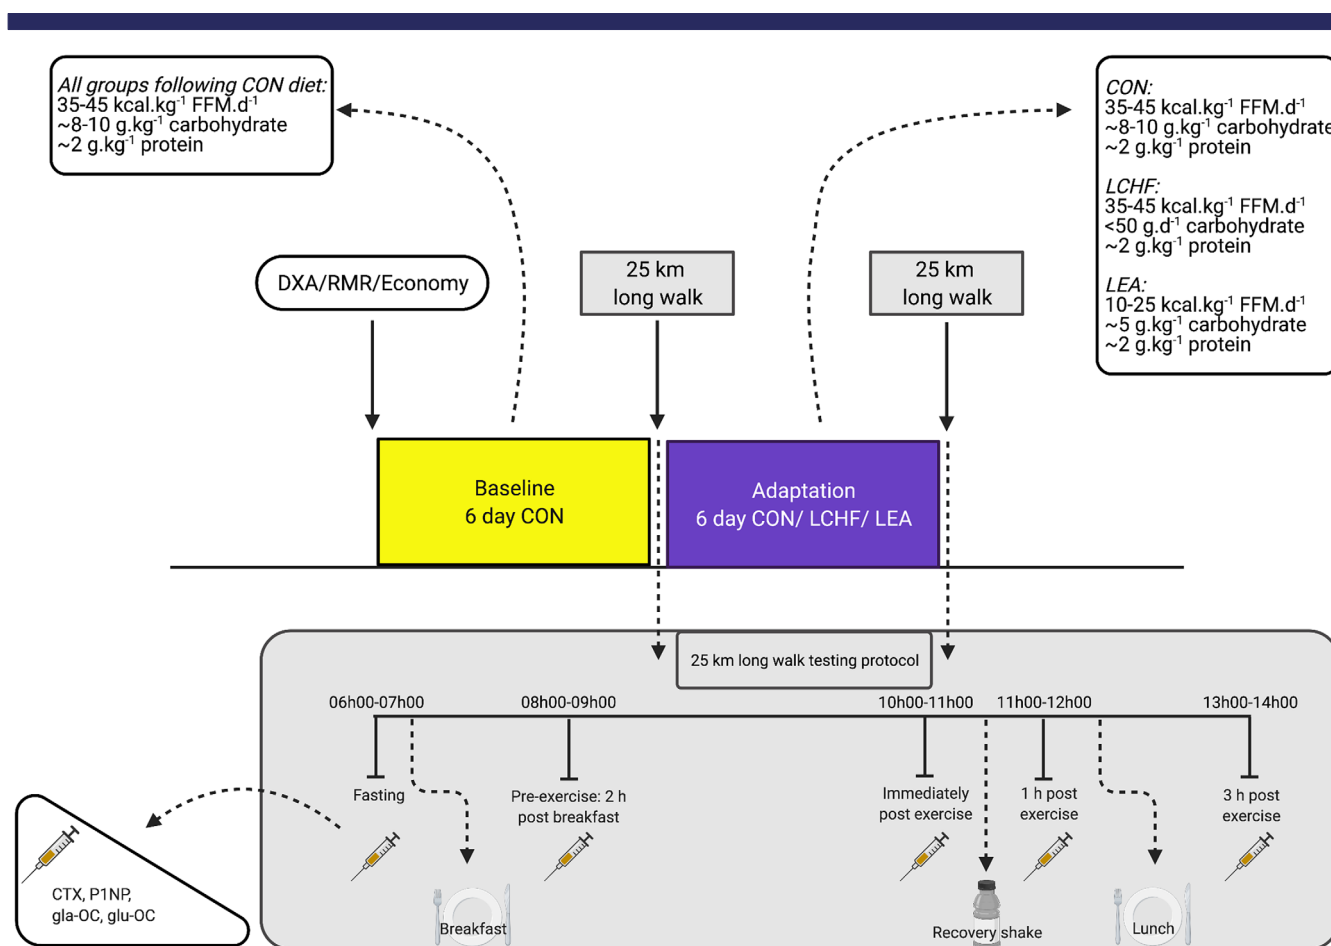 All groups following CON diet:
35-45 kcal.kg⁻¹ FFM.d⁻¹
~8-10 g.kg⁻¹ carbohydrate
~2 g.kg⁻¹ protein
CON:
35-45 kcal.kg⁻¹ FFM.d⁻¹
~8-10 g.kg⁻¹ carbohydrate
~2 g.kg⁻¹ protein
LCHF:
35-45 kcal.kg⁻¹ FFM.d⁻¹
<50 g.d⁻¹ carbohydrate
~2 g.kg⁻¹ protein
LEA:
10-25 kcal.kg⁻¹ FFM.d⁻¹
~5 g.kg⁻¹ carbohydrate
~2 g.kg⁻¹ protein
DXA/RMR/Economy
25 km
long walk
25 km
long walk
Baseline
6 day CON
Adaptation
6 day CON/ LCHF/ LEA
25 km long walk testing protocol
06h00-07h00
08h00-09h00
10h00-11h00
11h00-12h00
13h00-14h00
Fasting
Pre-exercise: 2 h
post breakfast
Immediately
post exercise
1 h post
exercise
3 h post
exercise
CTX, P1NP,
gla-OC, glu-OC
Breakfast
Recovery shake
Lunch